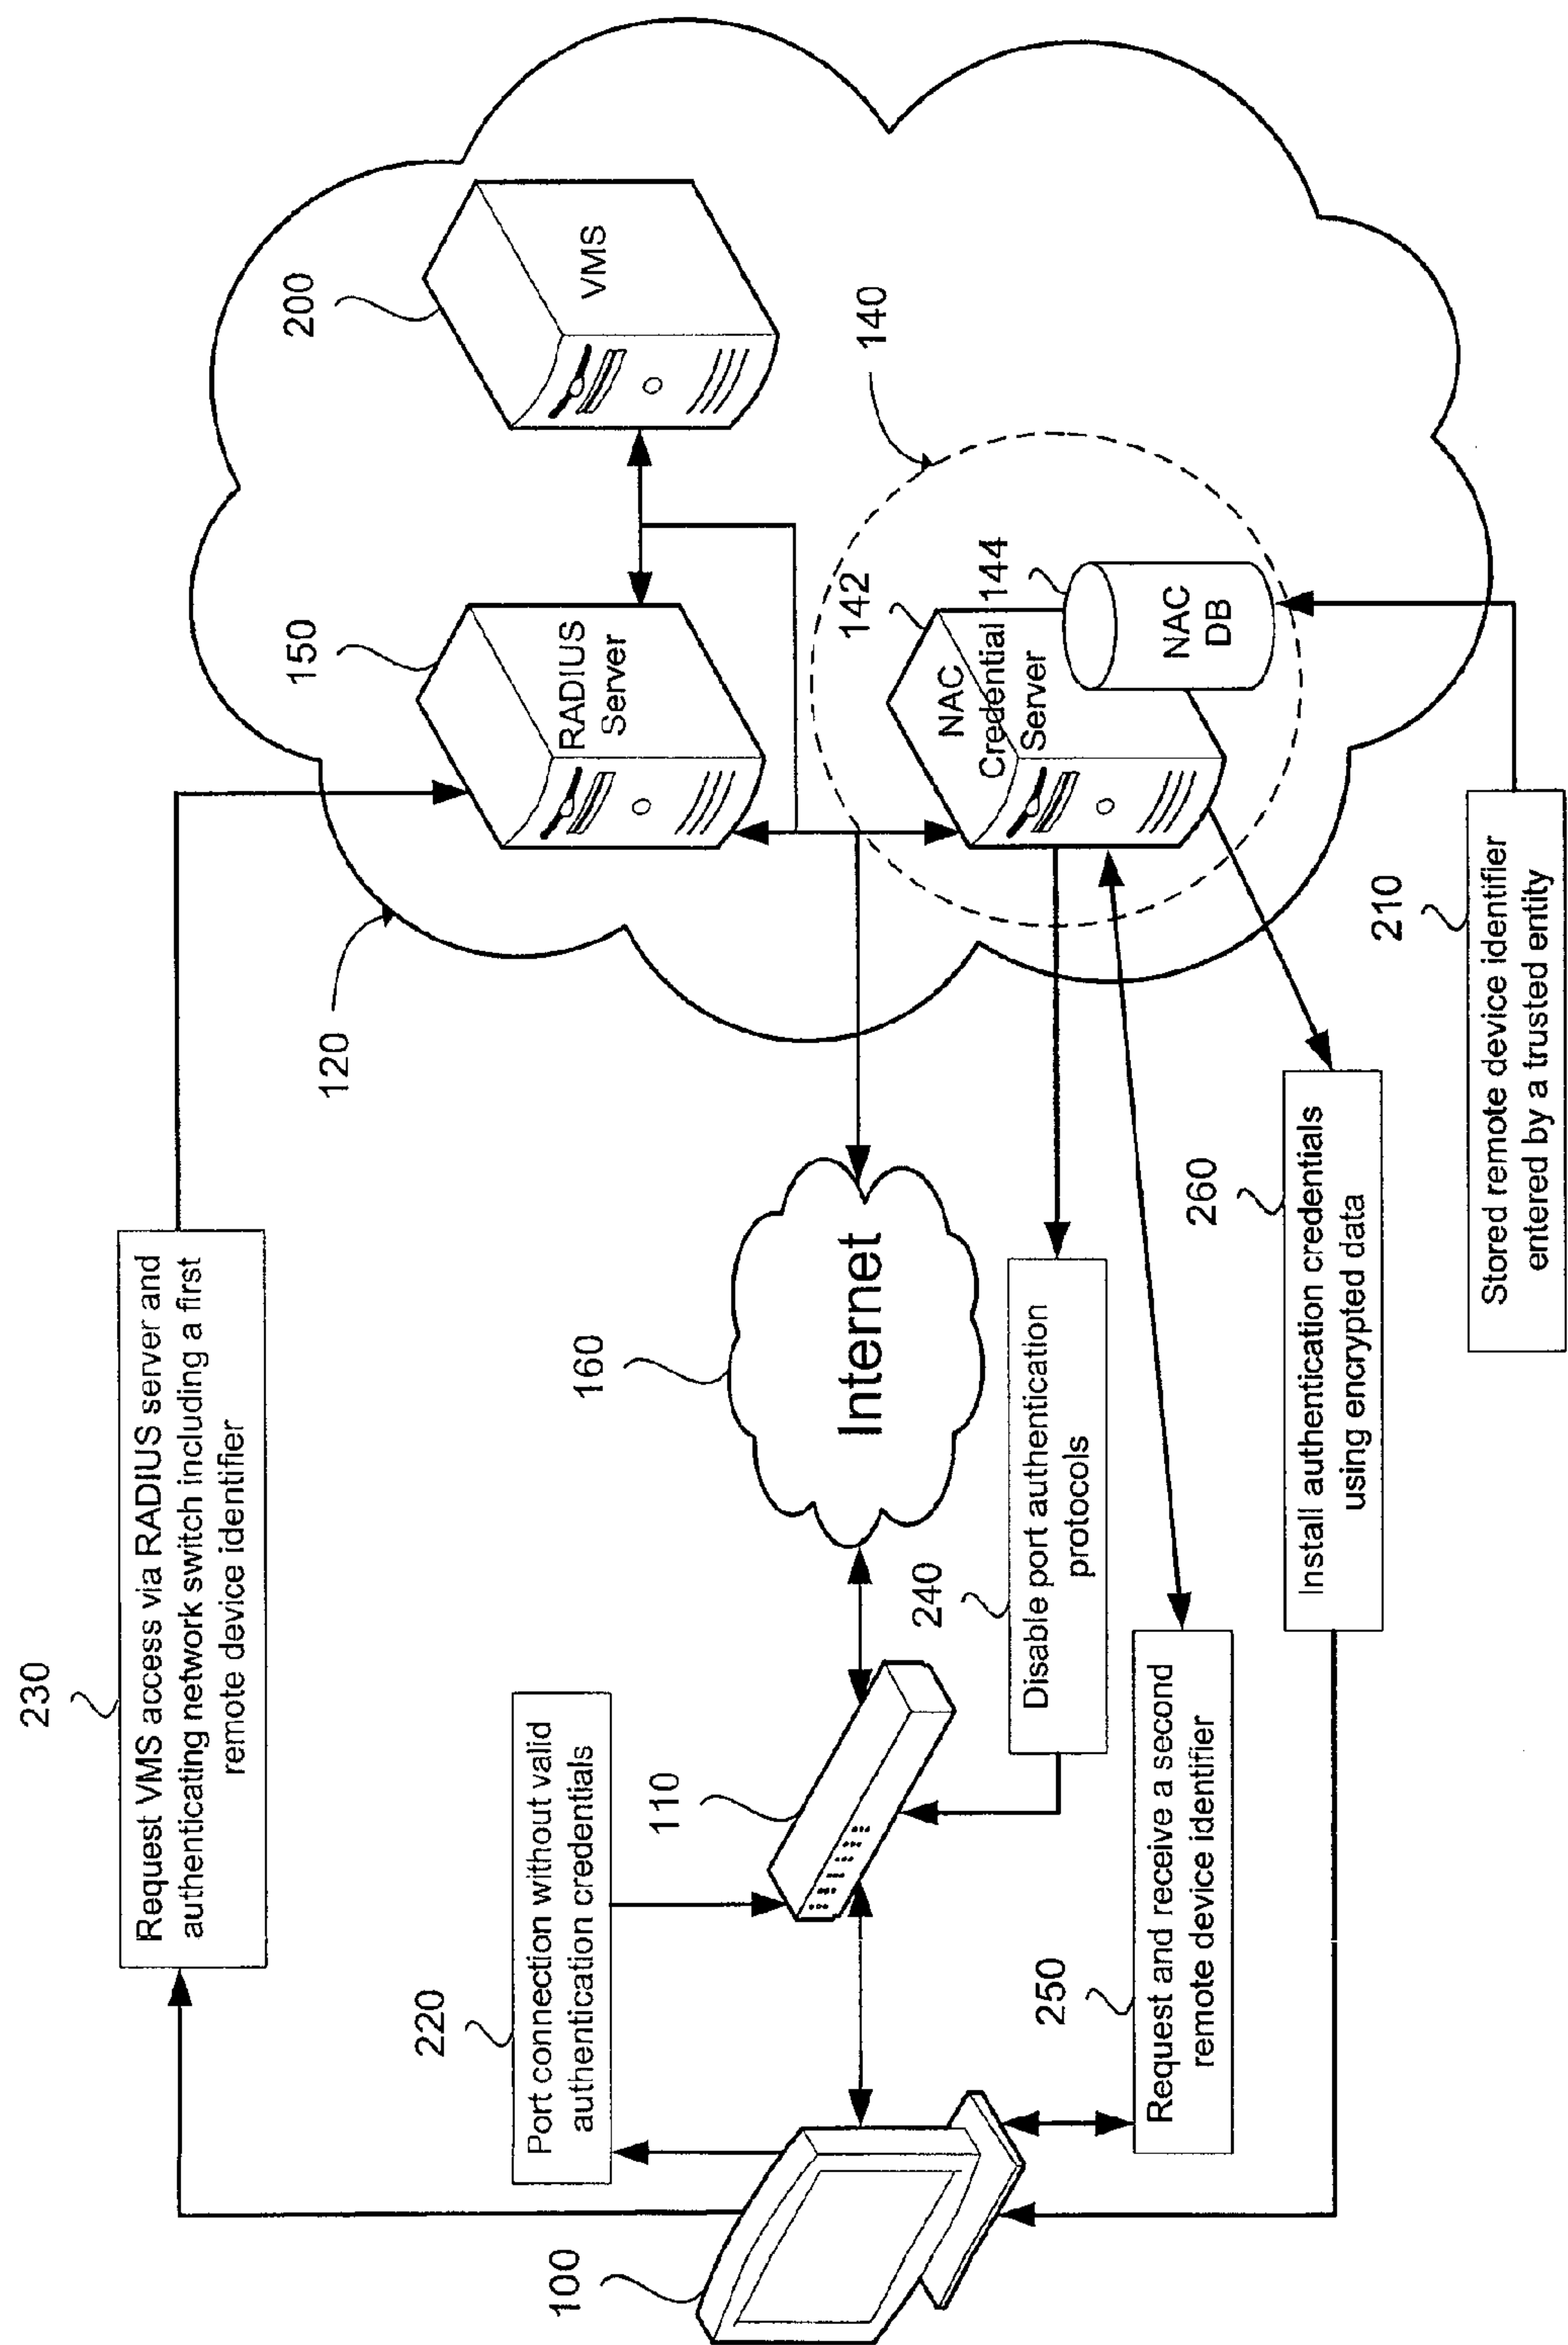 230
Request VMS access via RADIUS server and
authenticating network switch including a first
remote device identifier
120
150
RADIUS
Server
200
VMS
220
Port connection without valid
authentication credentials
100
110
160
Internet
140
142
NAC
Credential
Server
144
NAC
DB
240
Disable port authentication
protocols
250
Request and receive a second
remote device identifier
260
Install authentication credentials
using encrypted data
210
Stored remote device identifier
entered by a trusted entity